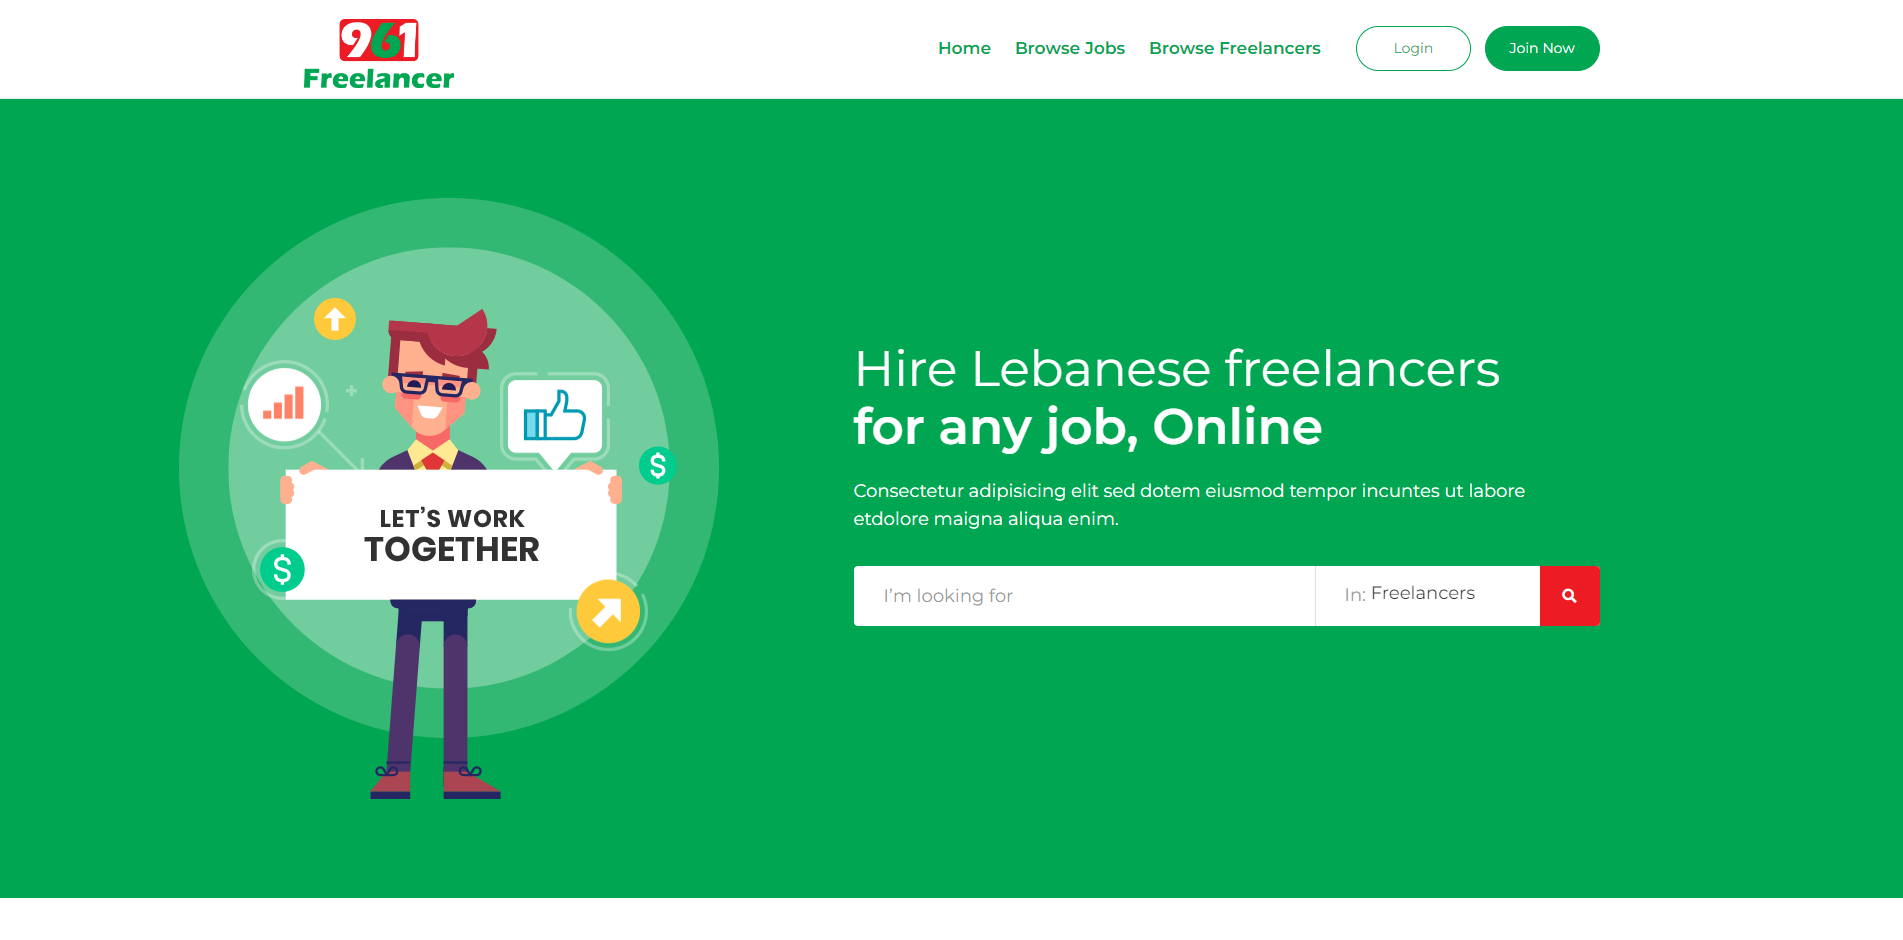 961
Freelancer
Home
Browse Jobs
Browse Freelancers
Login
Join Now
LET'S WORK
TOGETHER
Hire Lebanese freelancers
for any job, Online
Consectetur adipisicing elit sed dotem eiusmod tempor incuntes ut labore
etdolore maigna aliqua enim.
I'm looking for
In: Freelancers
$
$